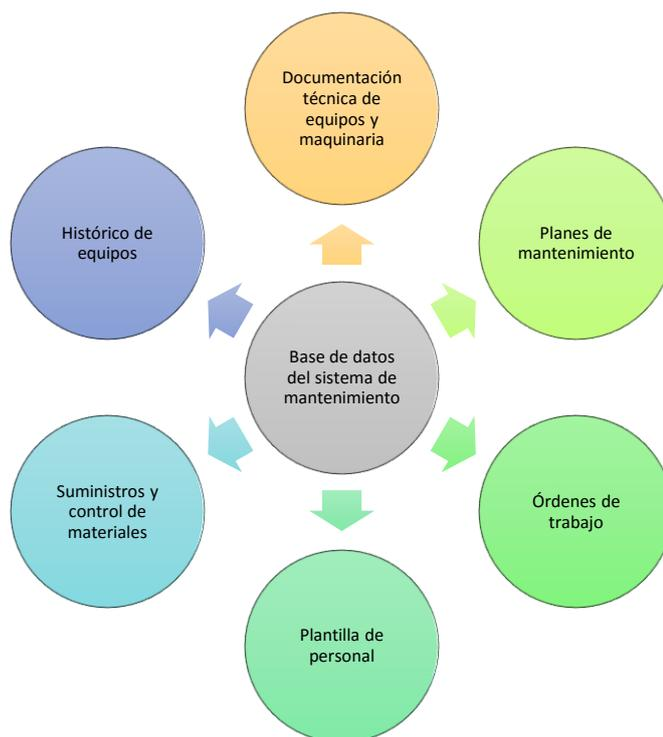 Documentación
técnica de
equipos y
maquinaria
Histórico de
equipos
Planes de
mantenimiento
Base de datos
del sistema de
mantenimiento
Suministros y
control de
materiales
Órdenes de
trabajo
Plantilla de
personal